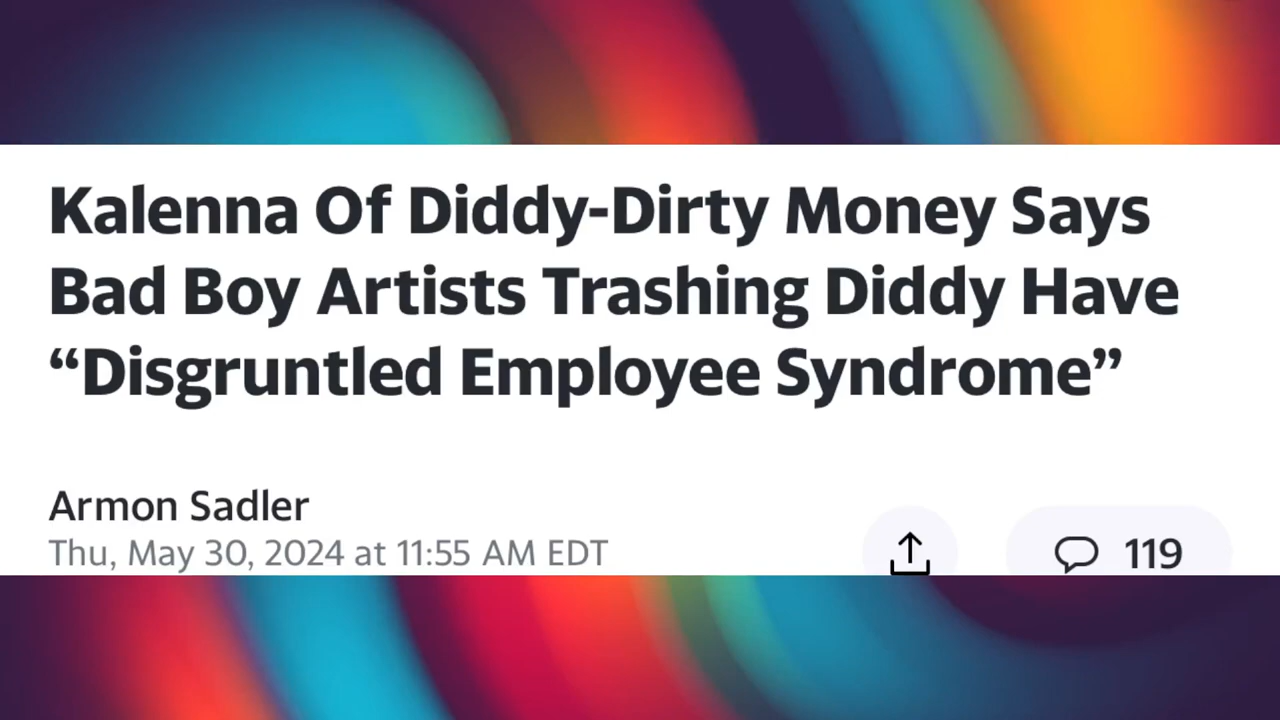 Kalenna Of Diddy-Dirty Money Says
Bad Boy Artists Trashing Diddy Have
“Disgruntled Employee Syndrome”
Armon Sadler
Thu, May 30, 2024 at 11:55 AM EDT
119